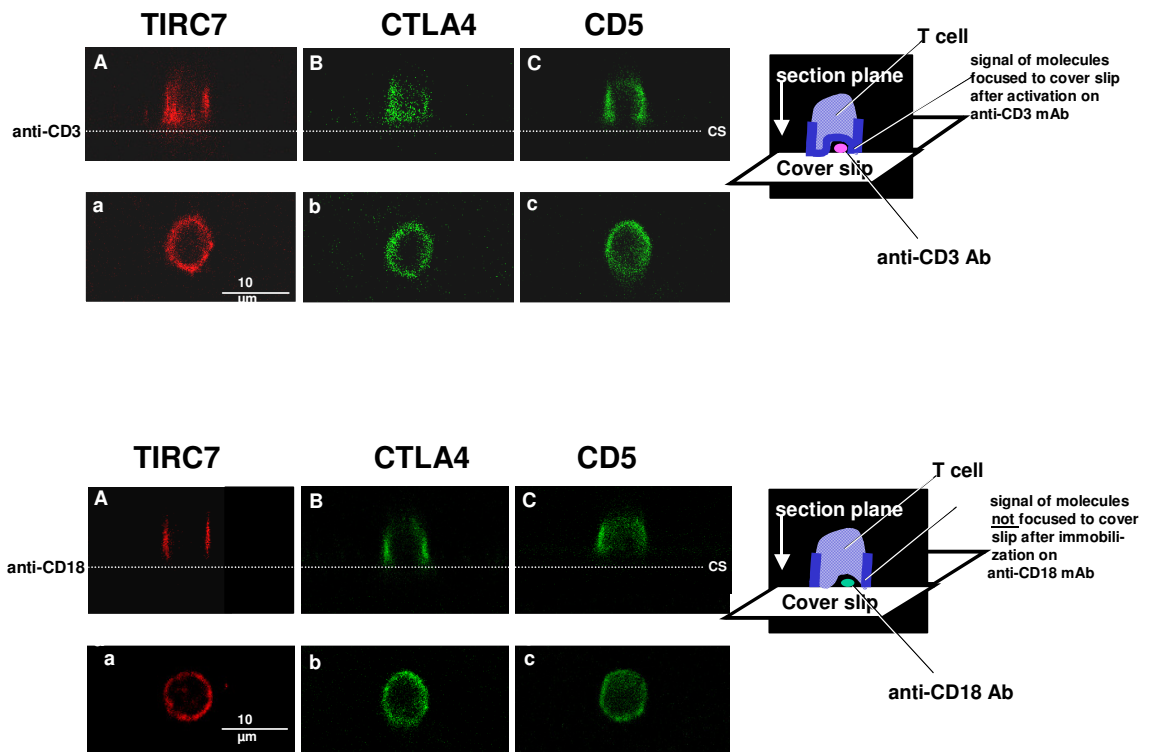 TIRC7
CTLA4
CD5
T cell
signal of molecules
focused to cover slip
after activation on
anti-CD3 mAb
A
B
C
section plane
anti-CD3
CS
Cover slip
a
b
c
anti-CD3 Ab
10
µm
TIRC7
CTLA4
CD5
T cell
signal of molecules
not focused to cover
slip after immobili-
zation on
anti-CD18 mAb
A
B
C
section plane
anti-CD18
CS
Cover slip
a
b
c
anti-CD18 Ab
10
µm